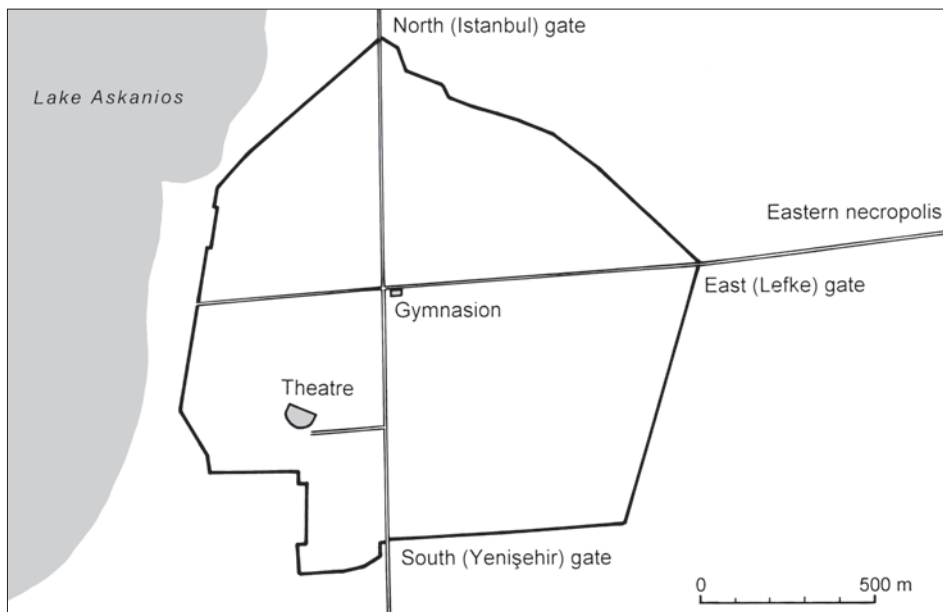 North (Istanbul) gate
Lake Askanios
Eastern necropolis
East (Lefke) gate
Gymnasion
Theatre
South (Yenişehir) gate
0 500 m